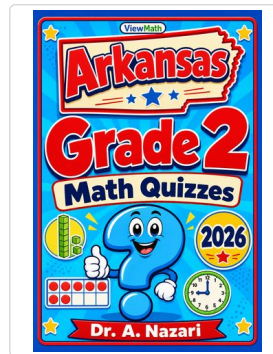 ViewMath
Arkansas
Grade 2
Math Quizzes
2026
Dr. A. Nazari